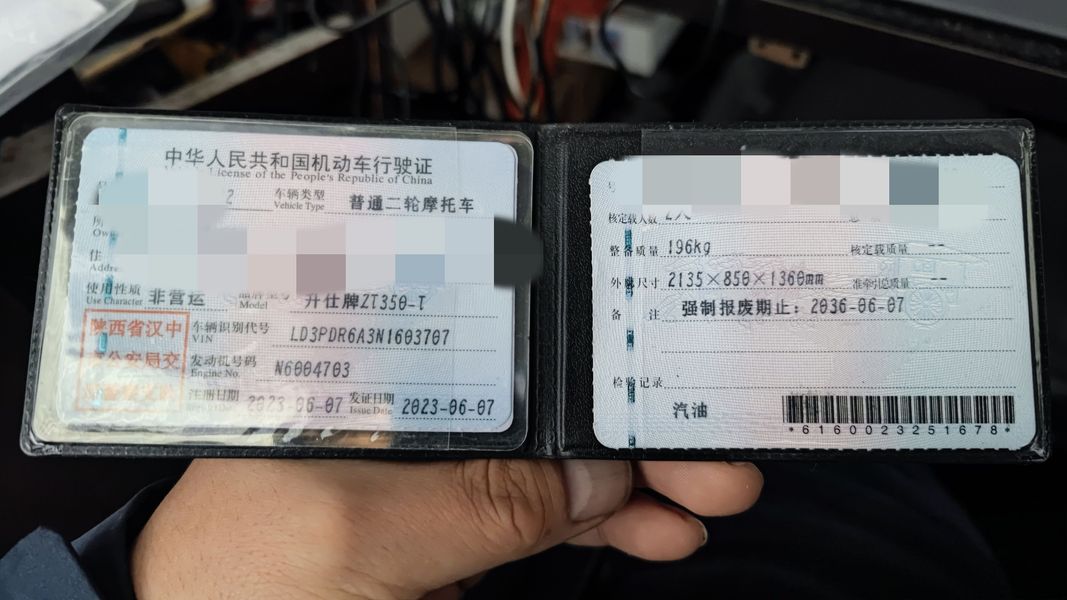 中华人民共和国机动车行驶证
License of the People's Republic of China
2 车辆类型 Vehicle Type 普通二轮摩托车
住
使用性质 Use Character 非营运 Model 升仕牌ZT350-T
陕西省汉中
公安局交
车辆识别代号 VIN LD3PDR6A3N1603707
发动机号码 Engine No. N6004703
注册日期 2023-06-07 发证日期 Issue Date 2023-06-07
号
核定载人数 2人
整备质量 196kg 核定载质量 --
外廓尺寸 2135×850×1360mm 准牵引总质量 --
备注 强制报废期止：2036-06-07
检验记录
汽油
*6160023251678*